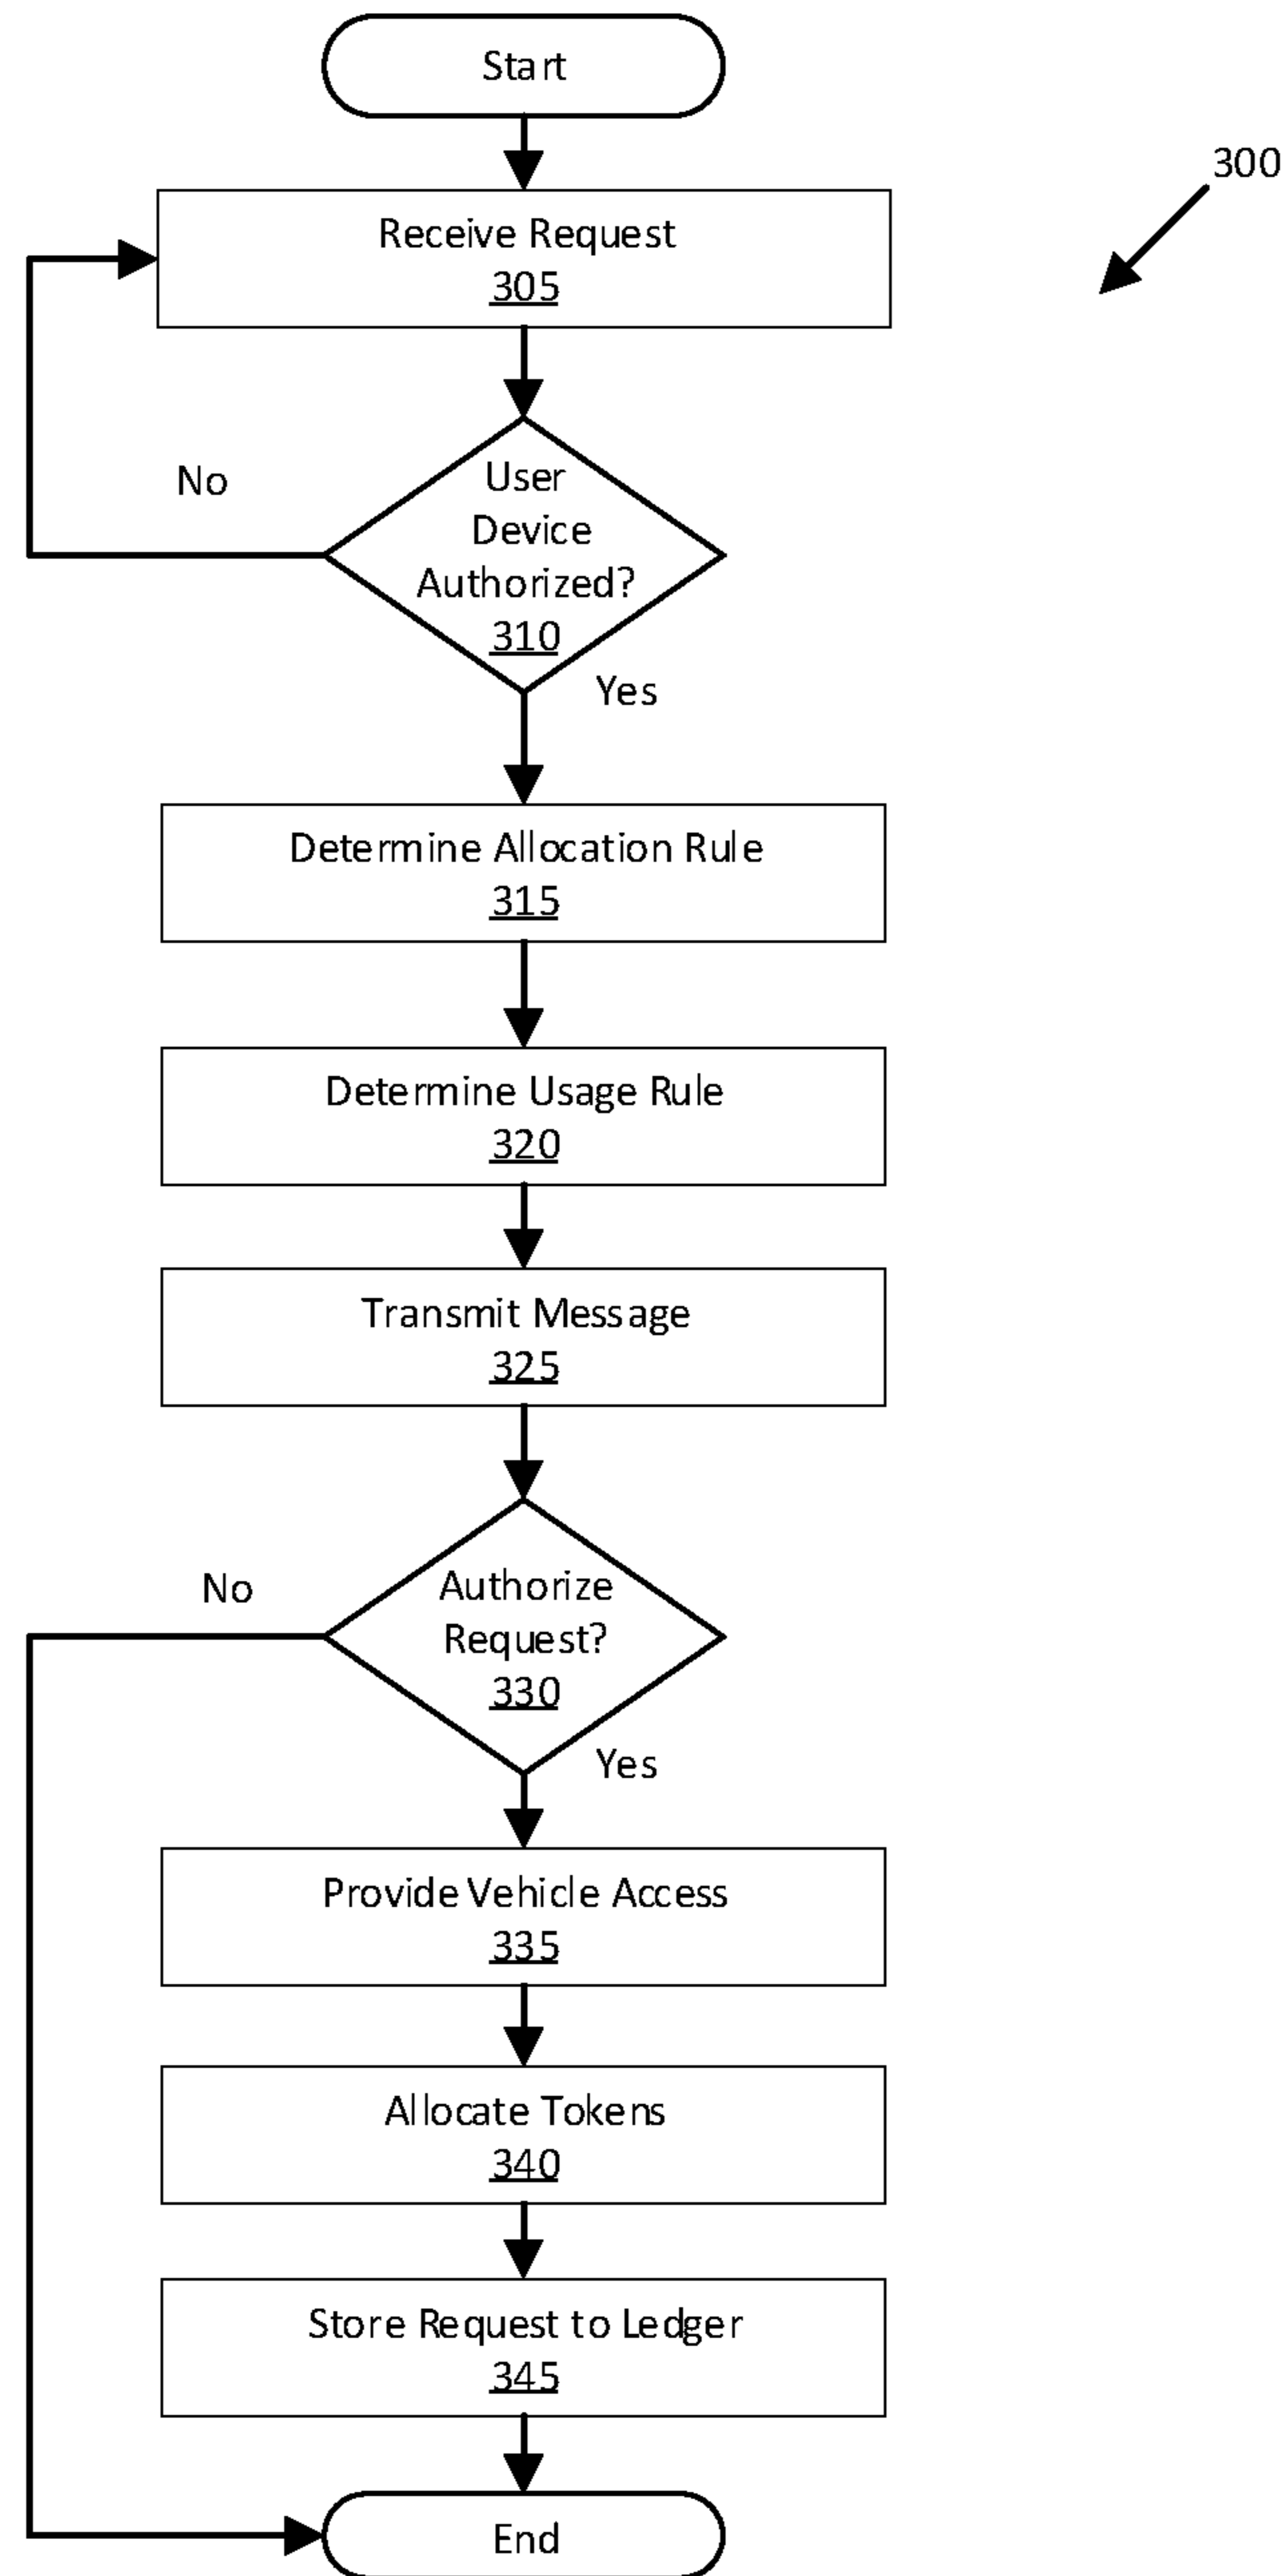 Start
300
Receive Request
305
No
User
Device
Authorized?
310
Yes
Determine Allocation Rule
315
Determine Usage Rule
320
Transmit Message
325
No
Authorize
Request?
330
Yes
Provide Vehicle Access
335
Allocate Tokens
340
Store Request to Ledger
345
End